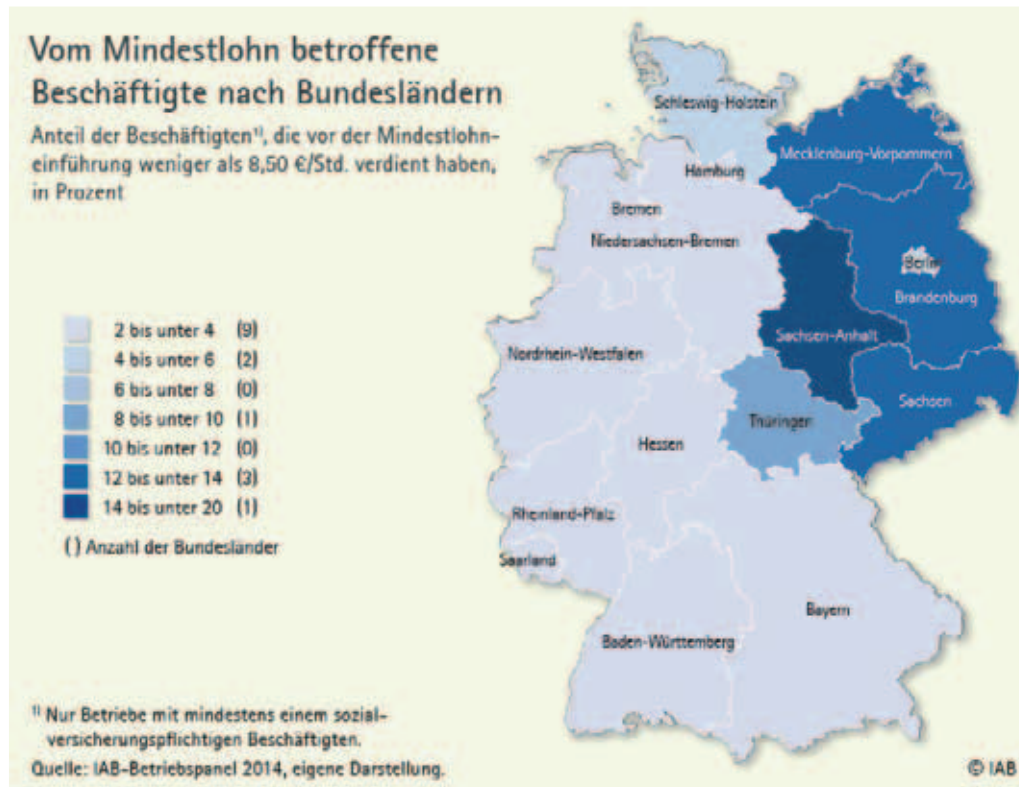 Vom Mindestlohn betroffene
Beschäftigte nach Bundesländern
Anteil der Beschäftigten¹⁾, die vor der Mindestlohn-
einführung weniger als 8,50 €/Std. verdient haben,
in Prozent
2 bis unter 4 (9)
4 bis unter 6 (2)
6 bis unter 8 (0)
8 bis unter 10 (1)
10 bis unter 12 (0)
12 bis unter 14 (3)
14 bis unter 20 (1)
( ) Anzahl der Bundesländer
Schleswig-Holstein
Mecklenburg-Vorpommern
Hamburg
Bremen
Niedersachsen-Bremen
Berlin
Brandenburg
Sachsen-Anhalt
Nordrhein-Westfalen
Sachsen
Thüringen
Hessen
Rheinland-Pfalz
Saarland
Bayern
Baden-Württemberg
¹⁾ Nur Betriebe mit mindestens einem sozial-
versicherungspflichtigen Beschäftigten.
Quelle: IAB-Betriebspanel 2014, eigene Darstellung.
© IAB